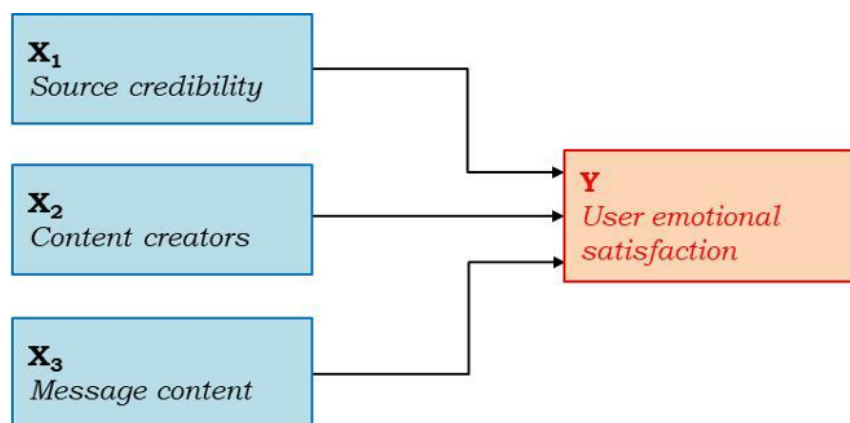 X₁
Source credibility
X₂
Content creators
X₃
Message content
Y
User emotional
satisfaction